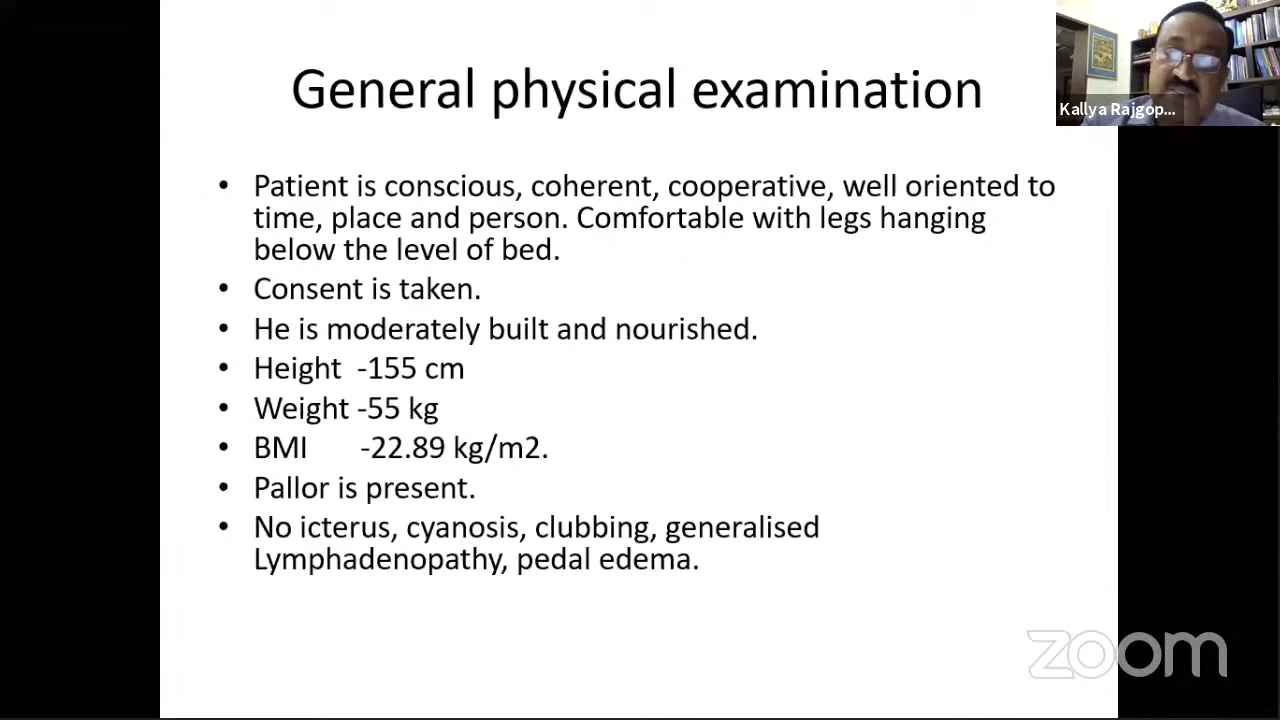 General physical examination
Kallya Rajgop...
• Patient is conscious, coherent, cooperative, well oriented to
time, place and person. Comfortable with legs hanging
below the level of bed.
• Consent is taken.
• He is moderately built and nourished.
• Height -155 cm
• Weight -55 kg
• BMI -22.89 kg/m2.
• Pallor is present.
• No icterus, cyanosis, clubbing, generalised
Lymphadenopathy, pedal edema.
zoom